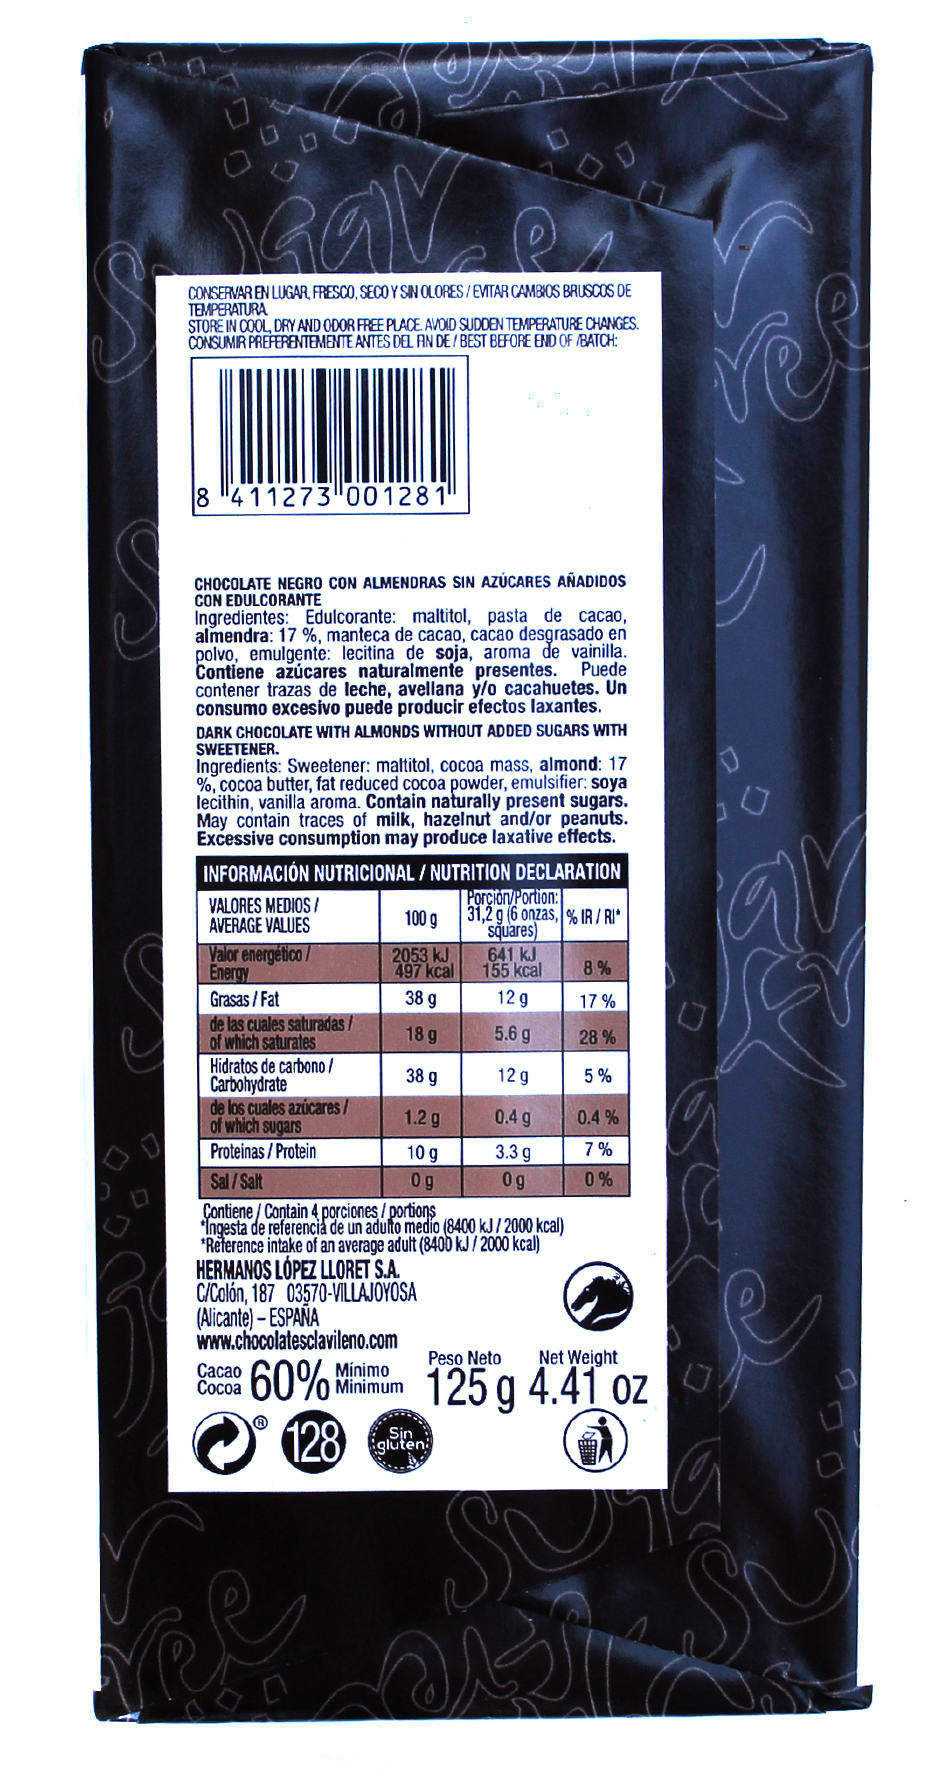 CONSERVAR EN LUGAR, FRESCO, SECO Y SIN OLORES / EVITAR CAMBIOS BRUSCOS DE
TEMPERATURA.
STORE IN COOL, DRY AND ODOR FREE PLACE. AVOID SUDDEN TEMPERATURE CHANGES.
CONSUMIR PREFERENTEMENTE ANTES DEL FIN DE / BEST BEFORE END OF /BATCH:
8 411273 001281
CHOCOLATE NEGRO CON ALMENDRAS SIN AZÚCARES AÑADIDOS
CON EDULCORANTE
Ingredientes: Edulcorante: maltitol, pasta de cacao,
almendra: 17 %, manteca de cacao, cacao desgrasado en
polvo, emulgente: lecitina de soja, aroma de vainilla.
Contiene azúcares naturalmente presentes. Puede
contener trazas de leche, avellana y/o cacahuetes. Un
consumo excesivo puede producir efectos laxantes.
DARK CHOCOLATE WITH ALMONDS WITHOUT ADDED SUGARS WITH
SWEETENER.
Ingredients: Sweetener: maltitol, cocoa mass, almond: 17
%, cocoa butter, fat reduced cocoa powder, emulsifier: soya
lecithin, vanilla aroma. Contain naturally present sugars.
May contain traces of milk, hazelnut and/or peanuts.
Excessive consumption may produce laxative effects.
INFORMACIÓN NUTRICIONAL / NUTRITION DECLARATION
VALORES MEDIOS /
AVERAGE VALUES
100 g
Porción/Portion:
31,2 g (6 onzas,
squares)
% IR / RI*
Valor energético /
Energy
2053 kJ
497 kcal
641 kJ
155 kcal
8 %
Grasas / Fat
38 g
12 g
17 %
de las cuales saturadas /
of which saturates
18 g
5.6 g
28 %
Hidratos de carbono /
Carbohydrate
38 g
12 g
5 %
de los cuales azúcares /
of which sugars
1.2 g
0.4 g
0.4 %
Proteinas / Protein
10 g
3.3 g
7 %
Sal / Salt
0 g
0 g
0 %
Contiene / Contain 4 porciones / portions
*Ingesta de referencia de un adulto medio (8400 kJ / 2000 kcal)
*Reference intake of an average adult (8400 kJ / 2000 kcal)
HERMANOS LÓPEZ LLORET S.A.
C/Colón, 187 03570-VILLAJOYOSA
(Alicante) – ESPAÑA
www.chocolatesclavileno.com
Cacao
Cocoa
60%
Mínimo
Minimum
Peso Neto Net Weight
125 g 4.41 oz
®
128
Sin
gluten